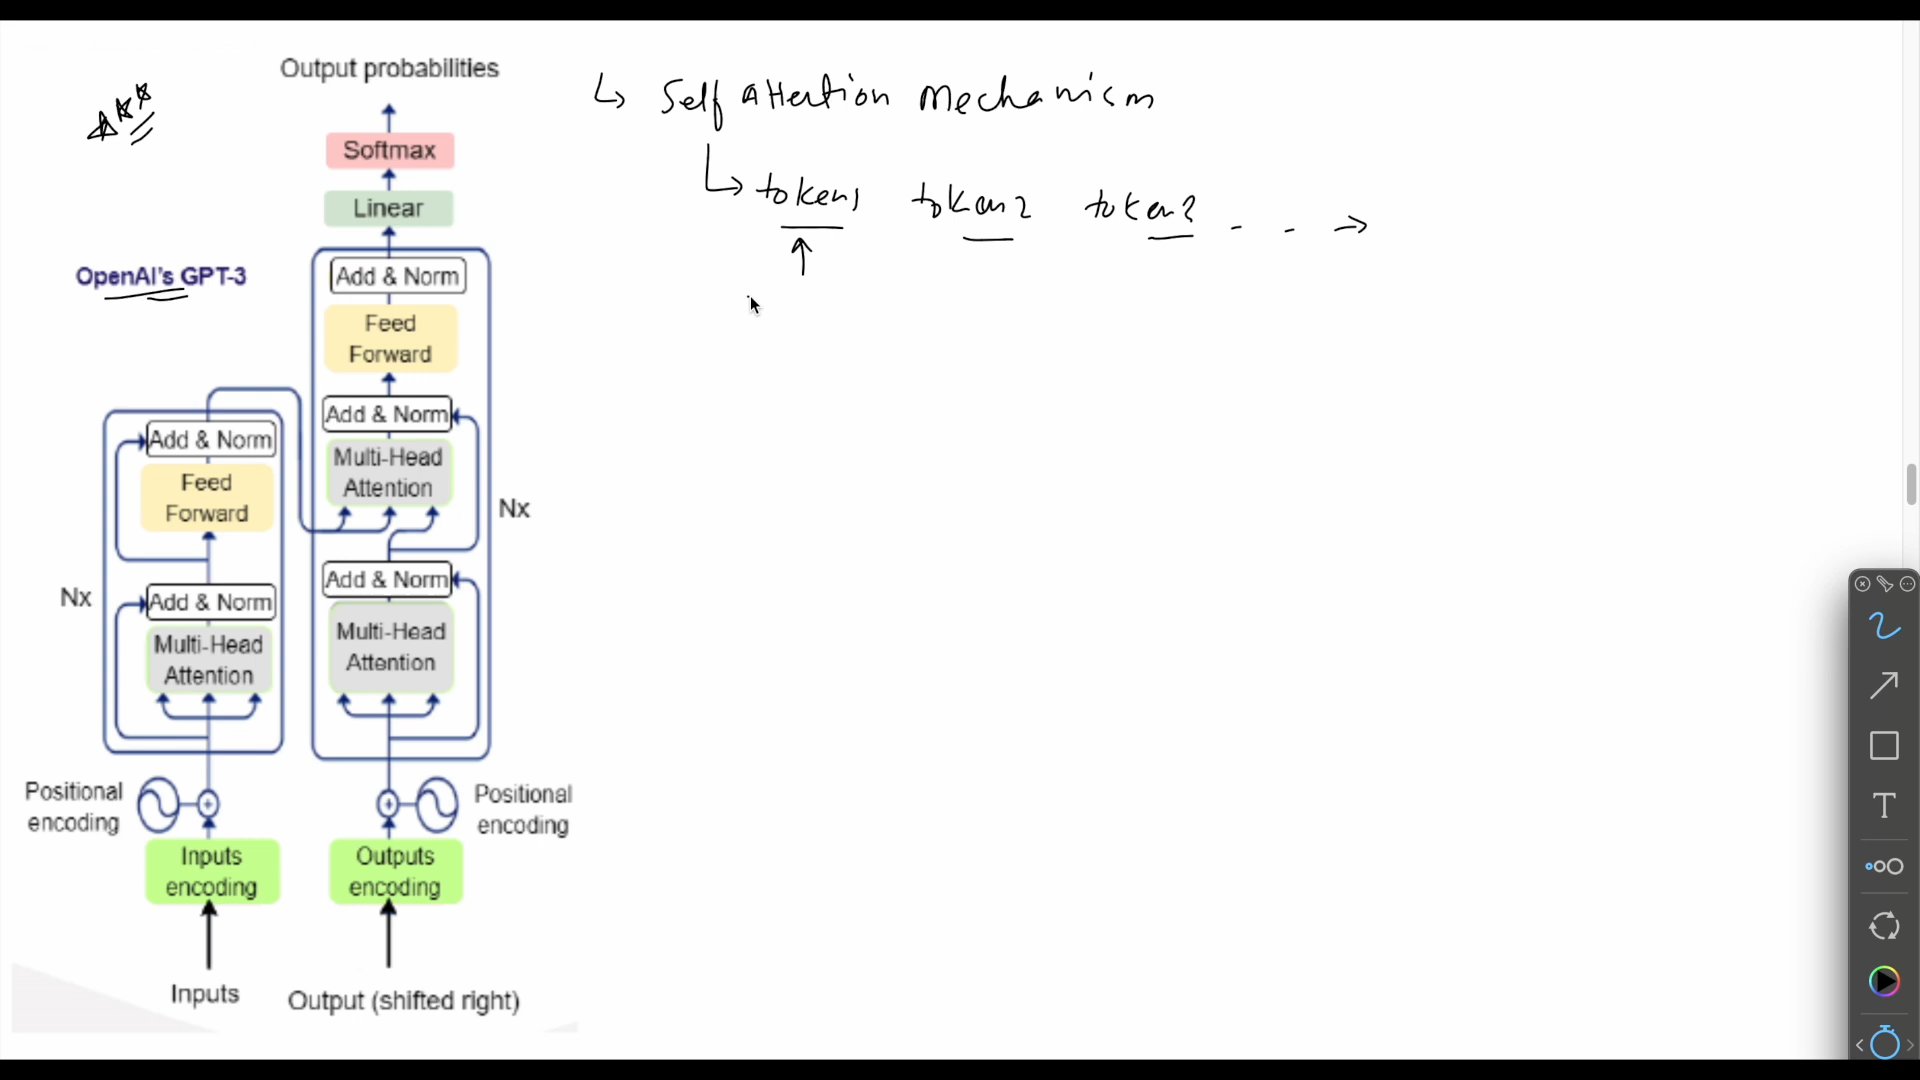 Output probabilities
Softmax
Linear
Add & Norm
Feed
Forward
Add & Norm
Multi-Head
Attention
Nx
Add & Norm
Multi-Head
Attention
OpenAI's GPT-3
Add & Norm
Feed
Forward
Nx
Add & Norm
Multi-Head
Attention
Positional
encoding
Positional
encoding
Inputs
encoding
Outputs
encoding
Inputs
Output (shifted right)
Self attention mechanism
token1 token2 token3 - - →
T